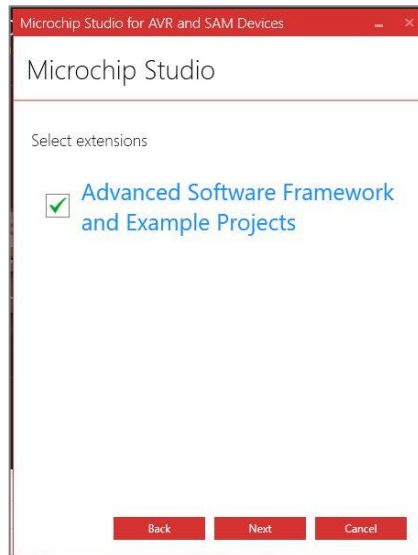 Microchip Studio for AVR and SAM Devices
Microchip Studio
Select extensions
Advanced Software Framework
and Example Projects
Back Next Cancel